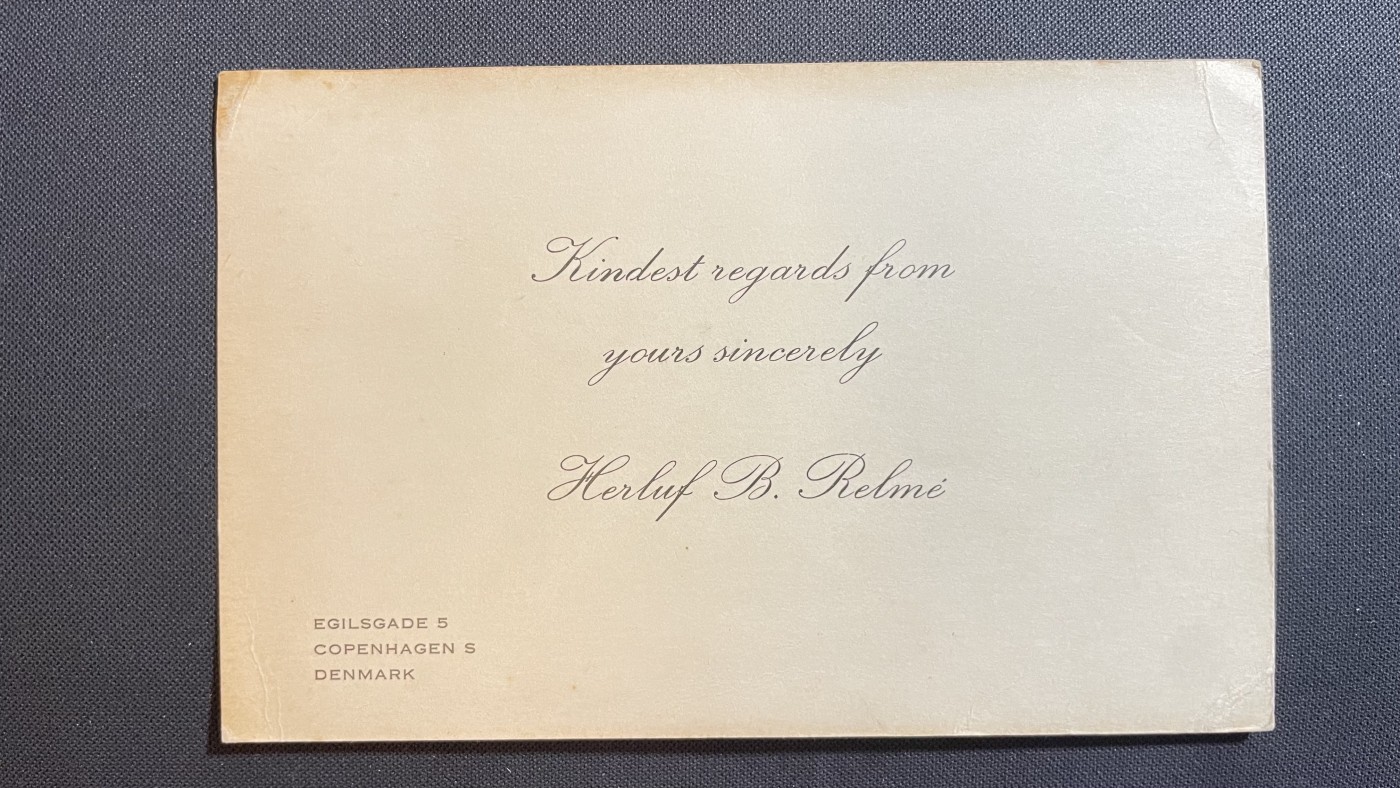 Kindest regards from
yours sincerely
Herluf B. Relmé
EGILSGADE 5
COPENHAGEN S
DENMARK